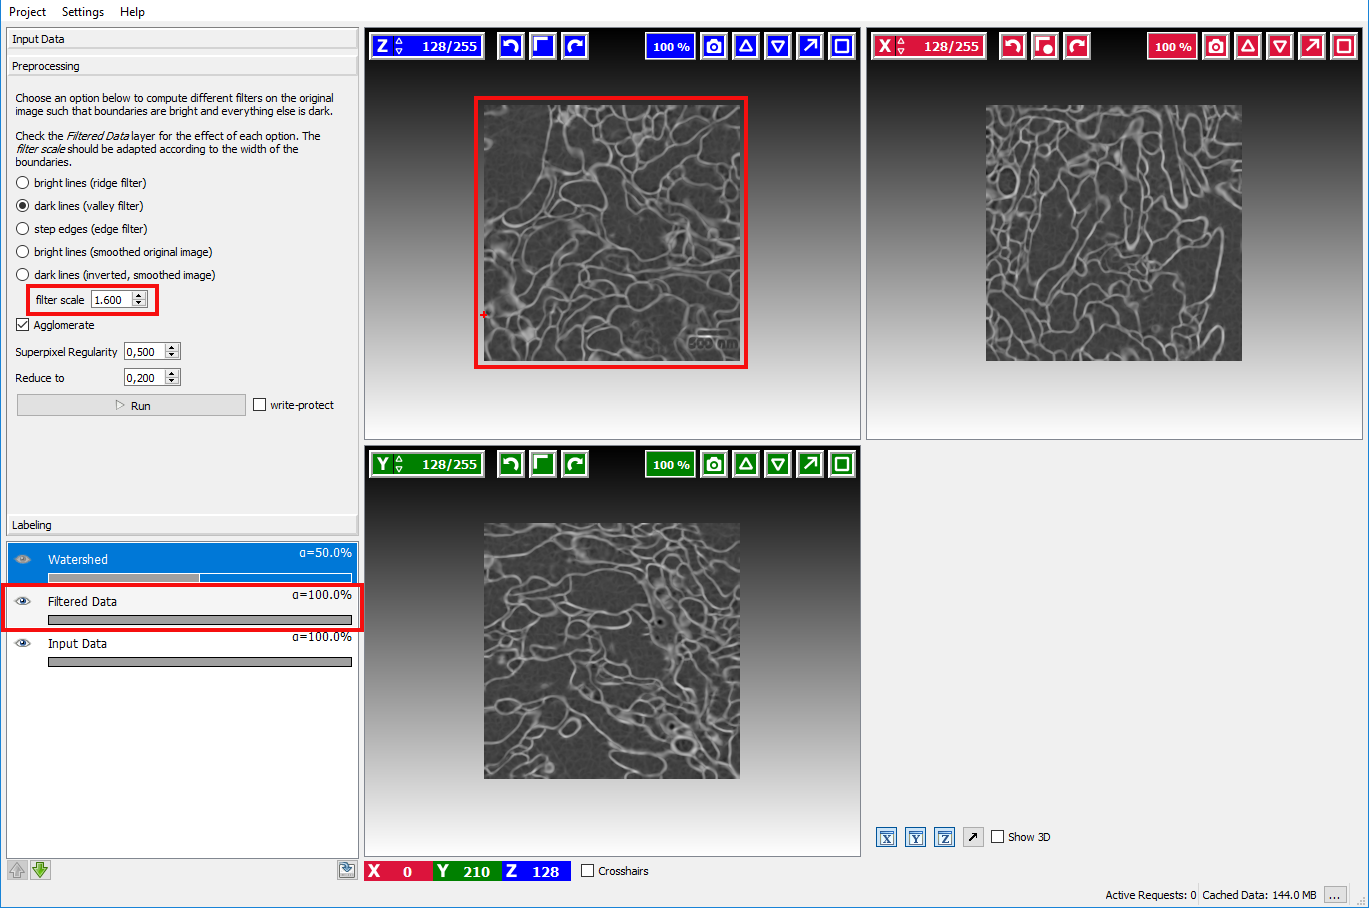 Project Settings Help
Input Data
Preprocessing
Choose an option below to compute different filters on the original
image such that boundaries are bright and everything else is dark.
Check the Filtered Data layer for the effect of each option. The
filter scale should be adapted according to the width of the
boundaries.
bright lines (ridge filter)
dark lines (valley filter)
step edges (edge filter)
bright lines (smoothed original image)
dark lines (inverted, smoothed image)
filter scale 1.600
Agglomerate
Superpixel Regularity 0,500
Reduce to 0,200
Run write-protect
Labeling
Watershed α=50.0%
Filtered Data α=100.0%
Input Data α=100.0%
Z 128/255 100 %
500 nm
X 128/255 100 %
Y 128/255 100 %
X Y Z Show 3D
X 0 Y 210 Z 128 Crosshairs
Active Requests: 0 Cached Data: 144.0 MB ...